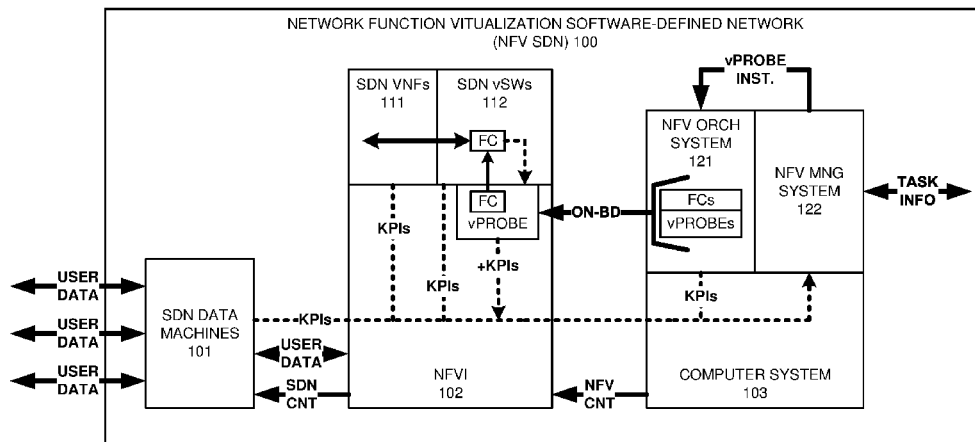 NETWORK FUNCTION VITUALIZATION SOFTWARE-DEFINED NETWORK
(NFV SDN) 100
vPROBE
INST.
SDN VNFs
111
SDN vSWs
112
FC
FC
vPROBE
KPIs
KPIs
+KPIs
ON-BD
NFV ORCH
SYSTEM
121
FCs
vPROBEs
NFV MNG
SYSTEM
122
TASK
INFO
KPIs
USER
DATA
USER
DATA
USER
DATA
SDN DATA
MACHINES
101
KPIs
USER
DATA
SDN
CNT
NFVI
102
NFV
CNT
COMPUTER SYSTEM
103